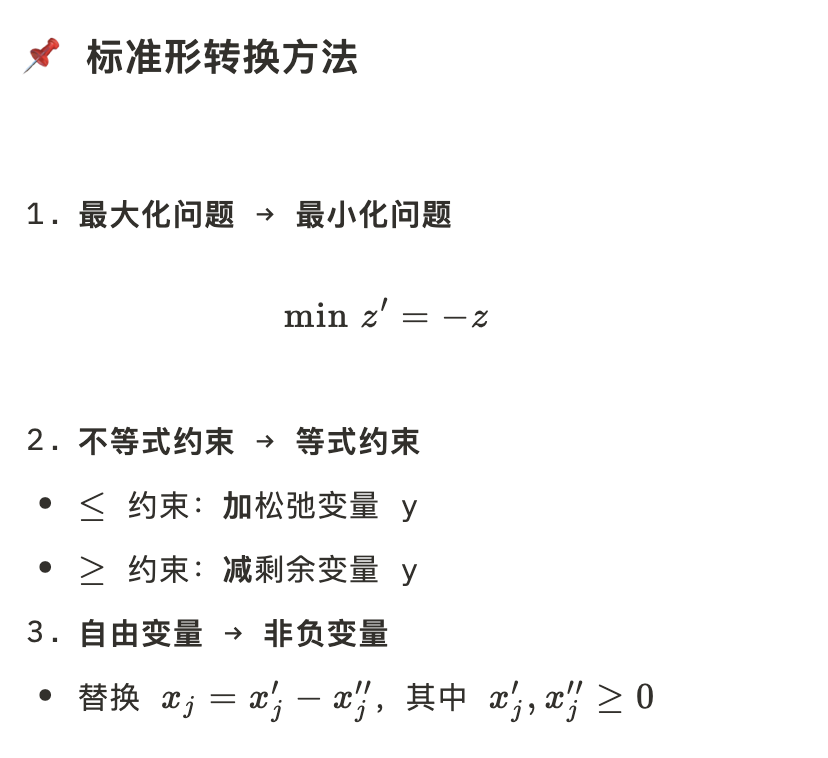 📌 标准形转换方法
1. 最大化问题 → 最小化问题
min z′ = −z
2. 不等式约束 → 等式约束
• ≤ 约束：加松弛变量 y
• ≥ 约束：减剩余变量 y
3. 自由变量 → 非负变量
• 替换 xⱼ = x′ⱼ − x″ⱼ，其中 x′ⱼ, x″ⱼ ≥ 0